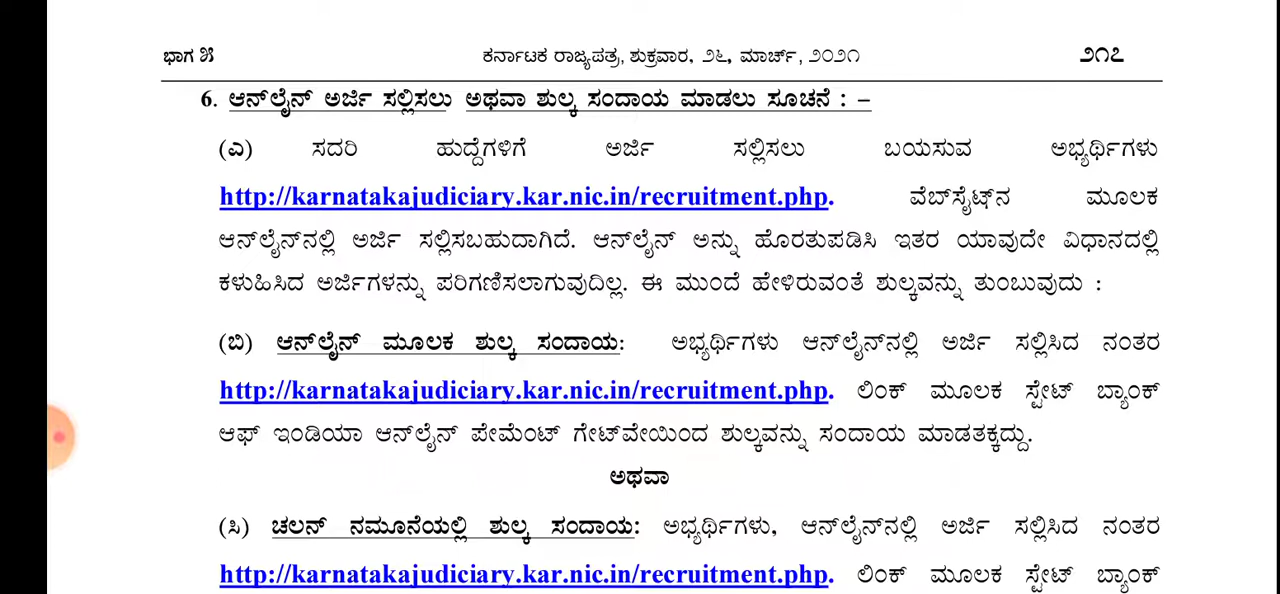 ಭಾಗ ೫ ಕರ್ನಾಟಕ ರಾಜ್ಯಪತ್ರ, ಶುಕ್ರವಾರ, ೨೬, ಮಾರ್ಚ್, ೨೦೨೧ ೨೧೭
6. ಆನ್‌ಲೈನ್ ಅರ್ಜಿ ಸಲ್ಲಿಸಲು ಅಥವಾ ಶುಲ್ಕ ಸಂದಾಯ ಮಾಡಲು ಸೂಚನೆ : –
(ಎ) ಸದರಿ ಹುದ್ದೆಗಳಿಗೆ ಅರ್ಜಿ ಸಲ್ಲಿಸಲು ಬಯಸುವ ಅಭ್ಯರ್ಥಿಗಳು
http://karnatakajudiciary.kar.nic.in/recruitment.php. ವೆಬ್‌ಸೈಟ್‌ನ ಮೂಲಕ
ಆನ್‌ಲೈನ್‌ನಲ್ಲಿ ಅರ್ಜಿ ಸಲ್ಲಿಸಬಹುದಾಗಿದೆ. ಆನ್‌ಲೈನ್ ಅನ್ನು ಹೊರತುಪಡಿಸಿ ಇತರ ಯಾವುದೇ ವಿಧಾನದಲ್ಲಿ
ಕಳುಹಿಸಿದ ಅರ್ಜಿಗಳನ್ನು ಪರಿಗಣಿಸಲಾಗುವುದಿಲ್ಲ. ಈ ಮುಂದೆ ಹೇಳಿರುವಂತೆ ಶುಲ್ಕವನ್ನು ತುಂಬುವುದು :
(ಬಿ) ಆನ್‌ಲೈನ್ ಮೂಲಕ ಶುಲ್ಕ ಸಂದಾಯ: ಅಭ್ಯರ್ಥಿಗಳು ಆನ್‌ಲೈನ್‌ನಲ್ಲಿ ಅರ್ಜಿ ಸಲ್ಲಿಸಿದ ನಂತರ
http://karnatakajudiciary.kar.nic.in/recruitment.php. ಲಿಂಕ್ ಮೂಲಕ ಸ್ಟೇಟ್ ಬ್ಯಾಂಕ್
ಆಫ್ ಇಂಡಿಯಾ ಆನ್‌ಲೈನ್ ಪೇಮೆಂಟ್ ಗೇಟ್‌ವೇಯಿಂದ ಶುಲ್ಕವನ್ನು ಸಂದಾಯ ಮಾಡತಕ್ಕದ್ದು.
ಅಥವಾ
(ಸಿ) ಚಲನ್ ನಮೂನೆಯಲ್ಲಿ ಶುಲ್ಕ ಸಂದಾಯ: ಅಭ್ಯರ್ಥಿಗಳು, ಆನ್‌ಲೈನ್‌ನಲ್ಲಿ ಅರ್ಜಿ ಸಲ್ಲಿಸಿದ ನಂತರ
http://karnatakajudiciary.kar.nic.in/recruitment.php. ಲಿಂಕ್ ಮೂಲಕ ಸ್ಟೇಟ್ ಬ್ಯಾಂಕ್